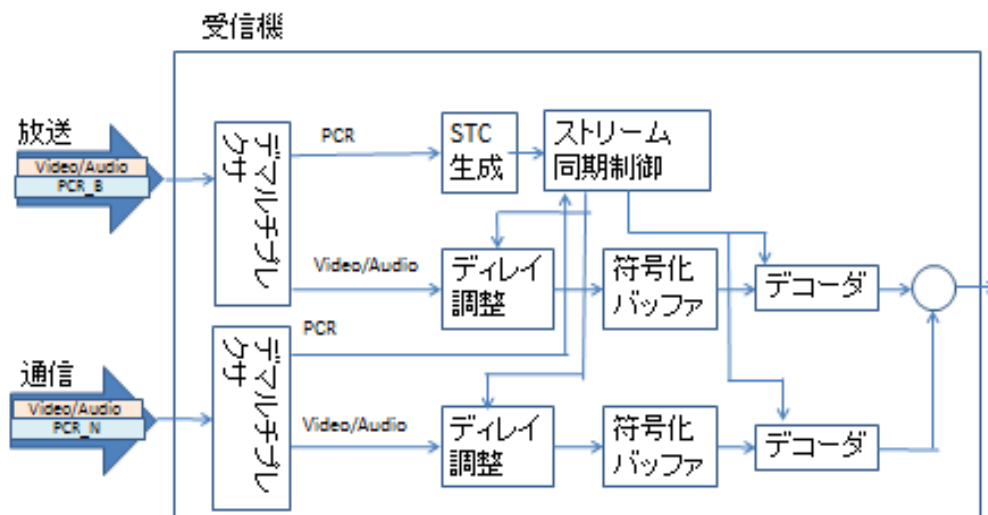 受信機
放送
Video/Audio
PCR_B
デマルチプレ
クサ
PCR
STC
生成
ストリーム
同期制御
Video/Audio
ディレイ
調整
符号化
バッファ
デコーダ
通信
Video/Audio
PCR_N
デマルチプレ
クサ
PCR
Video/Audio
ディレイ
調整
符号化
バッファ
デコーダ